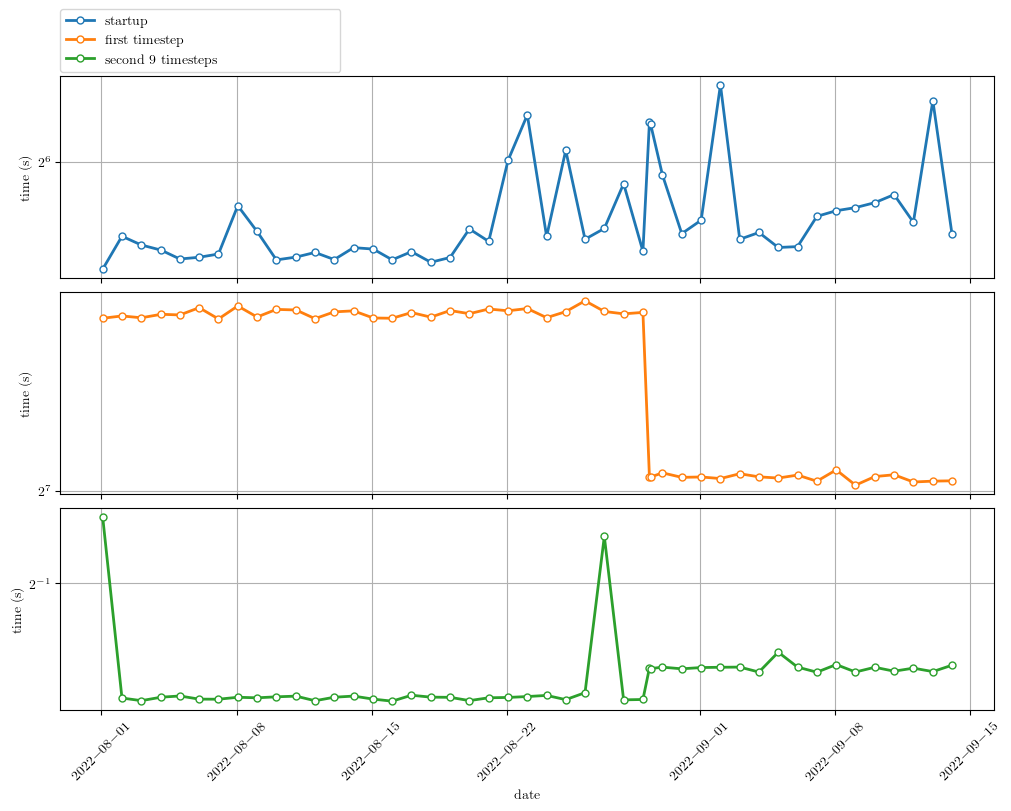 startup
first timestep
second 9 timesteps
time (s)
2^6
time (s)
2^7
time (s)
2^−1
2022−08−01
2022−08−08
2022−08−15
2022−08−22
2022−09−01
2022−09−08
2022−09−15
date